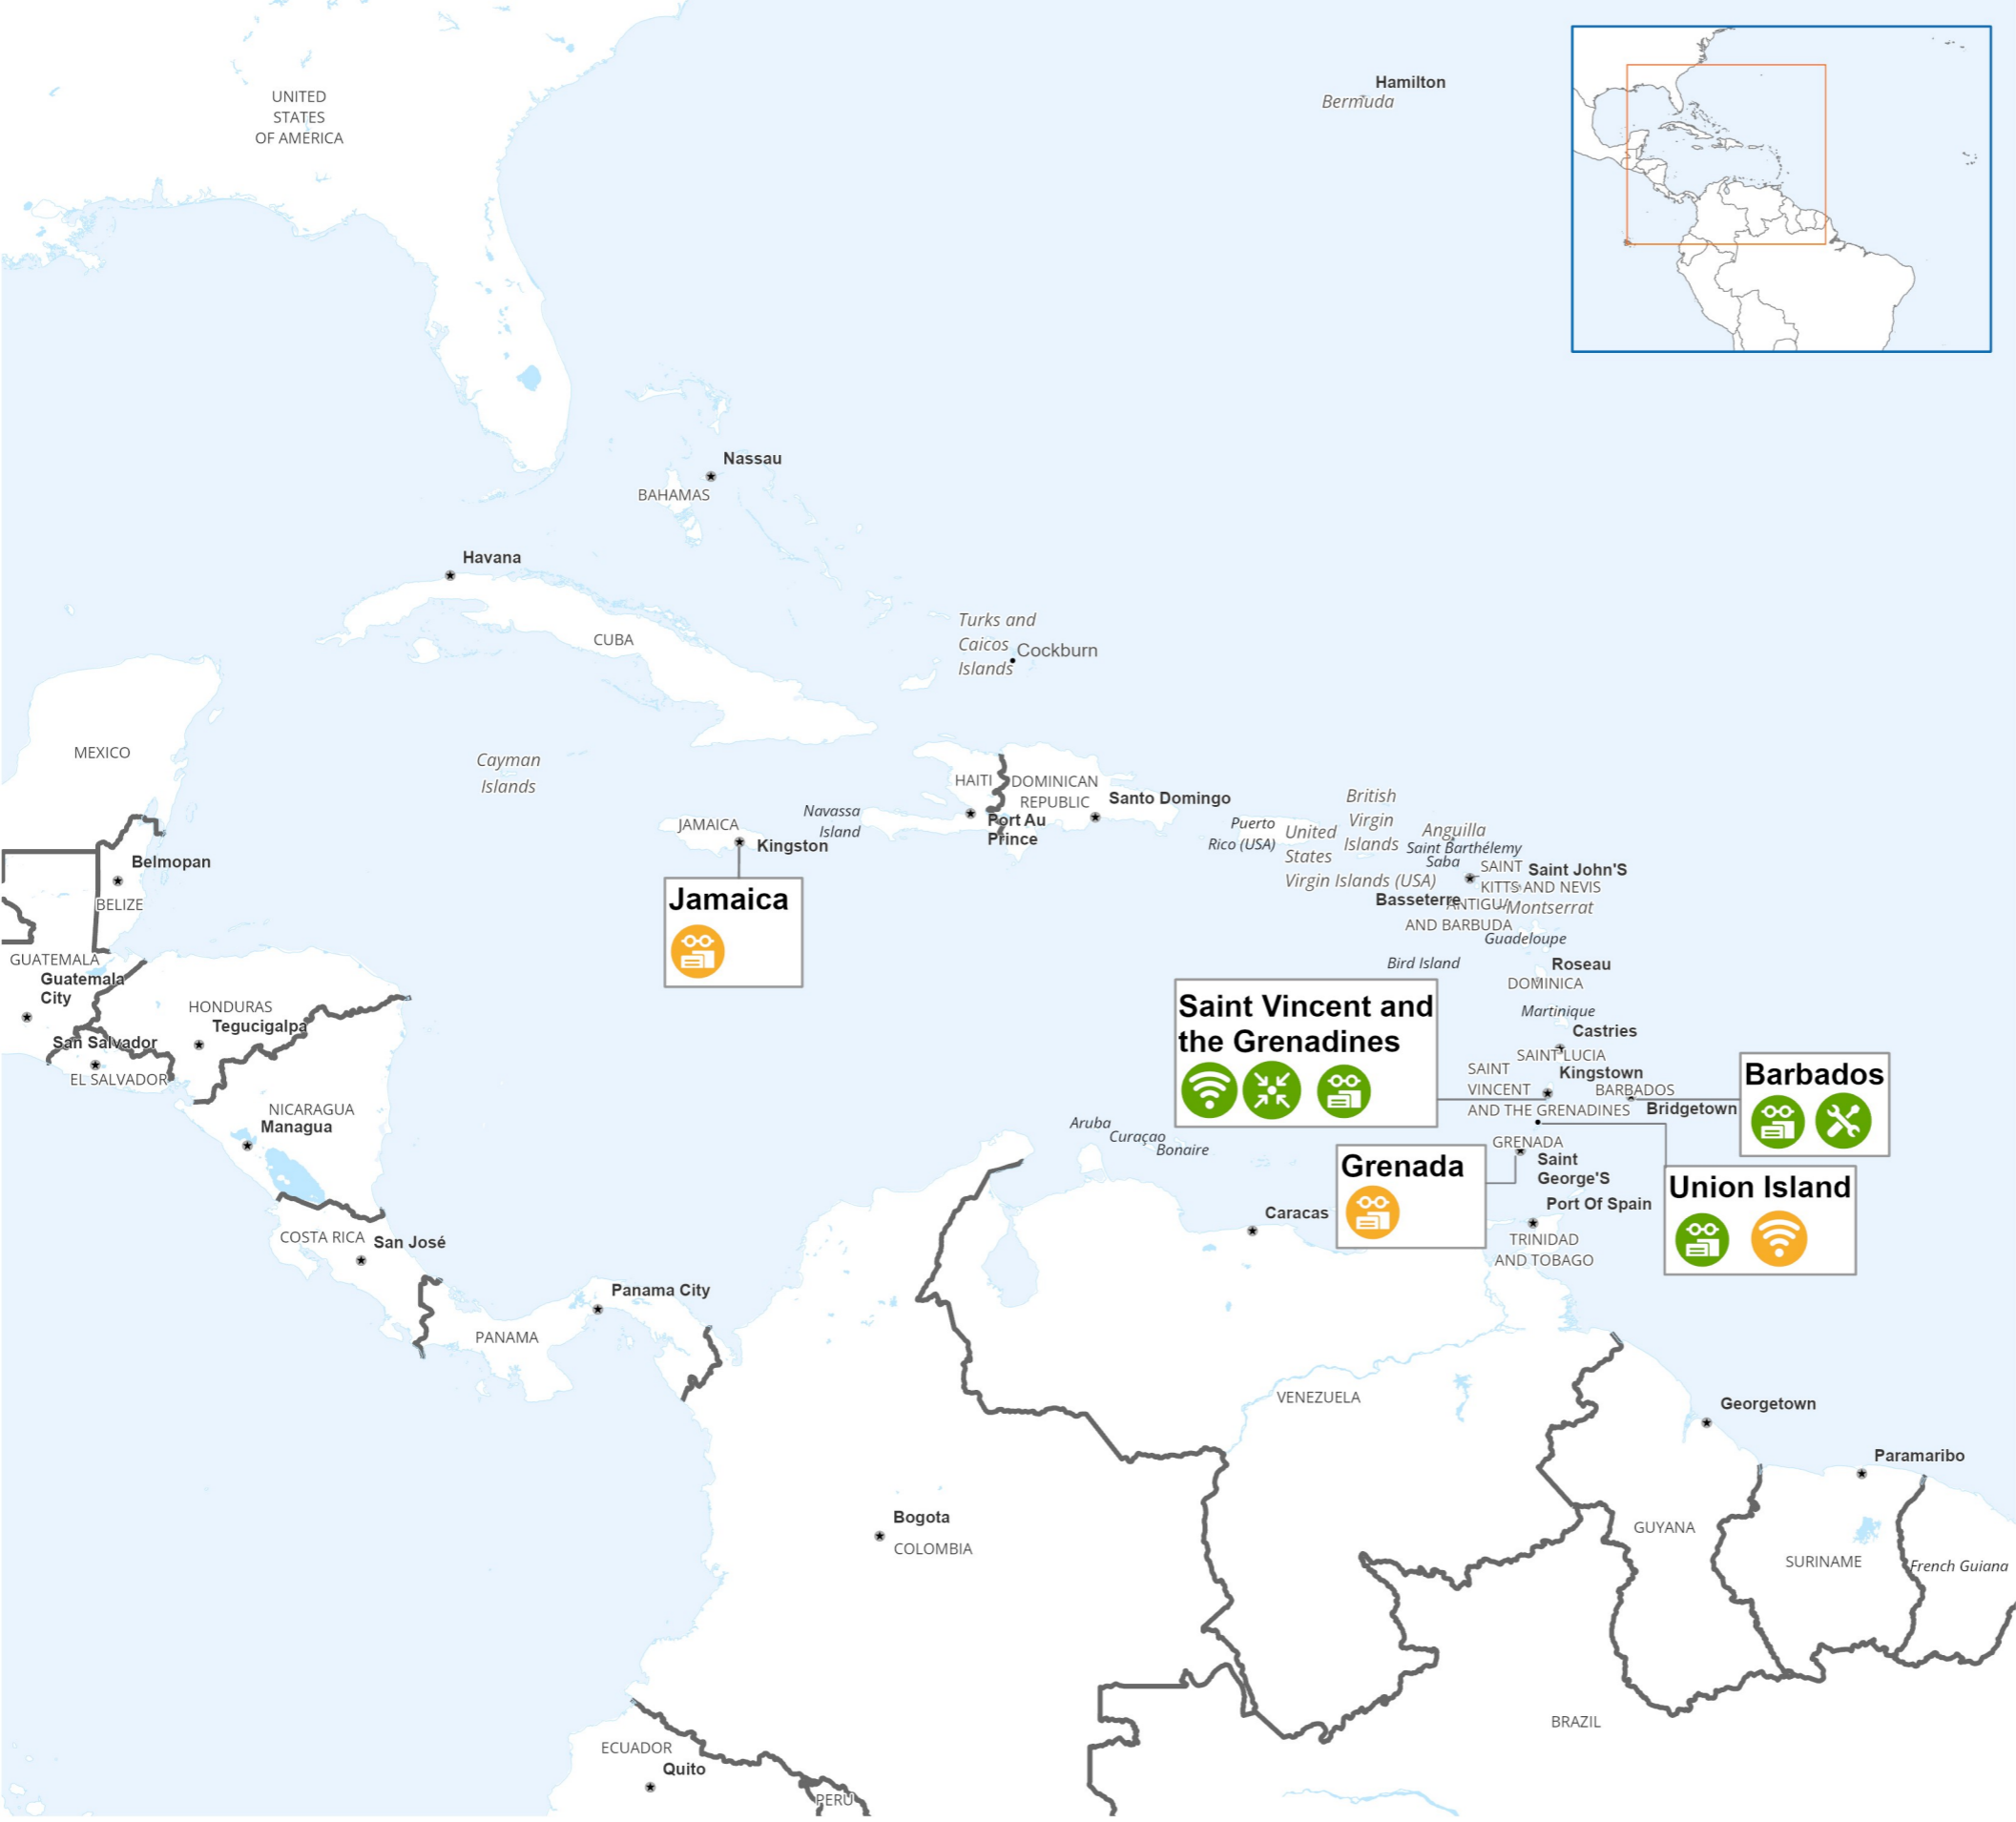 Hamilton
Bermuda
UNITED
STATES
OF AMERICA
Nassau
BAHAMAS
Havana
CUBA
Turks and
Caicos
Islands
Cockburn
MEXICO
Cayman
Islands
HAITI
DOMINICAN
REPUBLIC
Santo Domingo
Port Au
Prince
Navassa
Island
JAMAICA
Kingston
Jamaica
Puerto
Rico (USA)
United
States
Virgin Islands (USA)
British
Virgin
Islands
Anguilla
Saint Barthélemy
Saba
SAINT
KITTS AND NEVIS
Saint John'S
Basseterre
ANTIGUA
AND BARBUDA
Montserrat
Guadeloupe
Bird Island
Roseau
DOMINICA
Martinique
Castries
SAINT LUCIA
Saint Vincent and
the Grenadines
SAINT
VINCENT
AND THE GRENADINES
Kingstown
BARBADOS
Bridgetown
Barbados
GRENADA
Saint
George'S
Grenada
Union Island
Port Of Spain
TRINIDAD
AND TOBAGO
Belmopan
BELIZE
GUATEMALA
Guatemala
City
HONDURAS
Tegucigalpa
San Salvador
EL SALVADOR
NICARAGUA
Managua
COSTA RICA
San José
Panama City
PANAMA
Aruba
Curaçao
Bonaire
Caracas
VENEZUELA
Georgetown
Paramaribo
GUYANA
SURINAME
French Guiana
Bogota
COLOMBIA
BRAZIL
ECUADOR
Quito
PERU